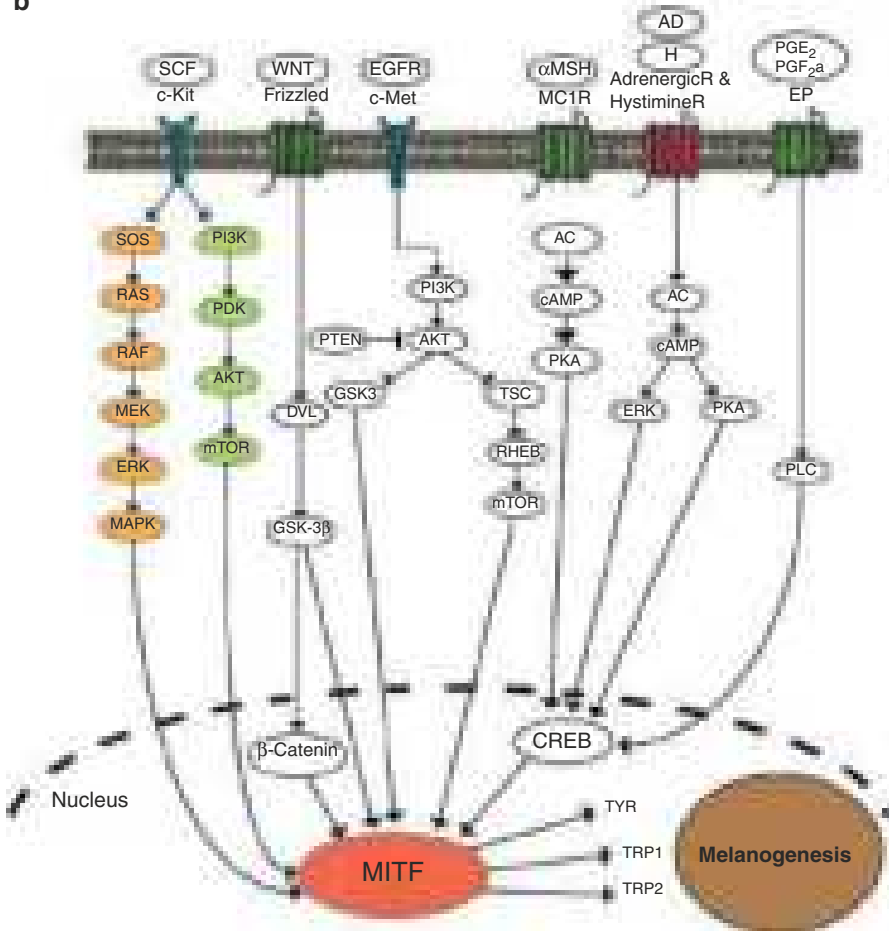 b
SCF
c-Kit
WNT
Frizzled
EGFR
c-Met
αMSH
MC1R
AD
H
AdrenergicR &
HystimineR
PGE2
PGF2a
EP
SOS
RAS
RAF
MEK
ERK
MAPK
PI3K
PDK
AKT
mTOR
DVL
GSK-3β
β-Catenin
PI3K
PTEN
AKT
GSK3
TSC
RHEB
mTOR
AC
cAMP
PKA
AC
cAMP
ERK
PKA
PLC
CREB
Nucleus
MITF
TYR
TRP1
TRP2
Melanogenesis